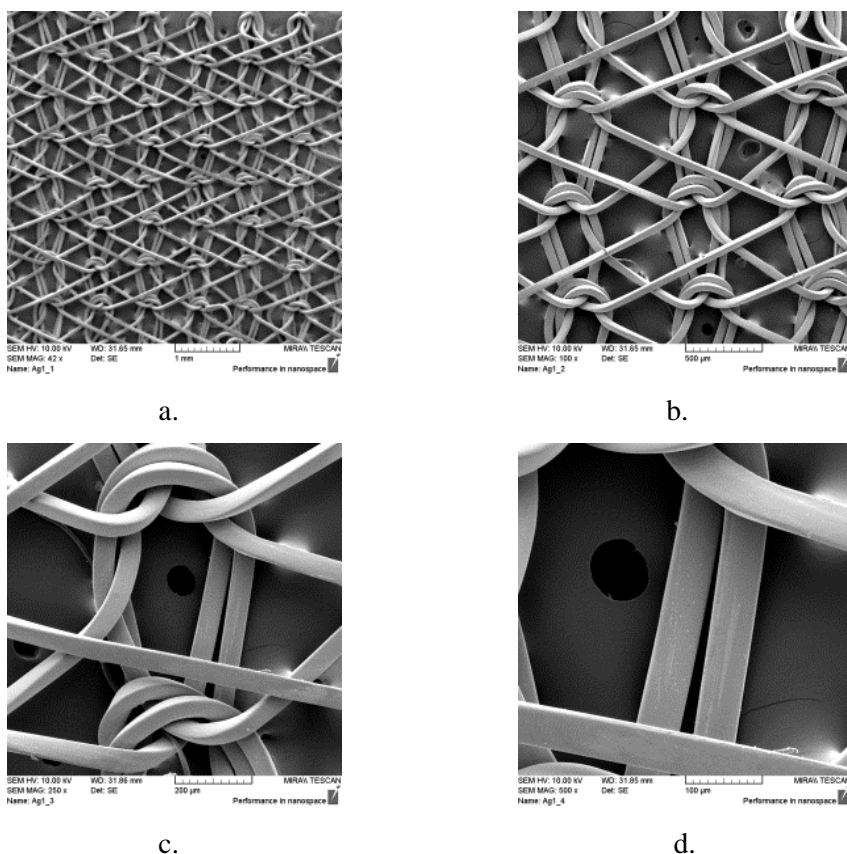 SEM HV: 10.00 kV WD: 31.65 mm MIRA\\ TESCAN
SEM MAG: 42 x Det: SE 1 mm
Name: Ag1_1 Performance in nanospace
a.
SEM HV: 10.00 kV WD: 31.65 mm MIRA\\ TESCAN
SEM MAG: 100 x Det: SE 500 µm
Name: Ag1_2 Performance in nanospace
b.
SEM HV: 10.00 kV WD: 31.86 mm MIRA\\ TESCAN
SEM MAG: 250 x Det: SE 200 µm
Name: Ag1_3 Performance in nanospace
c.
SEM HV: 10.00 kV WD: 31.85 mm MIRA\\ TESCAN
SEM MAG: 500 x Det: SE 100 µm
Name: Ag1_4 Performance in nanospace
d.